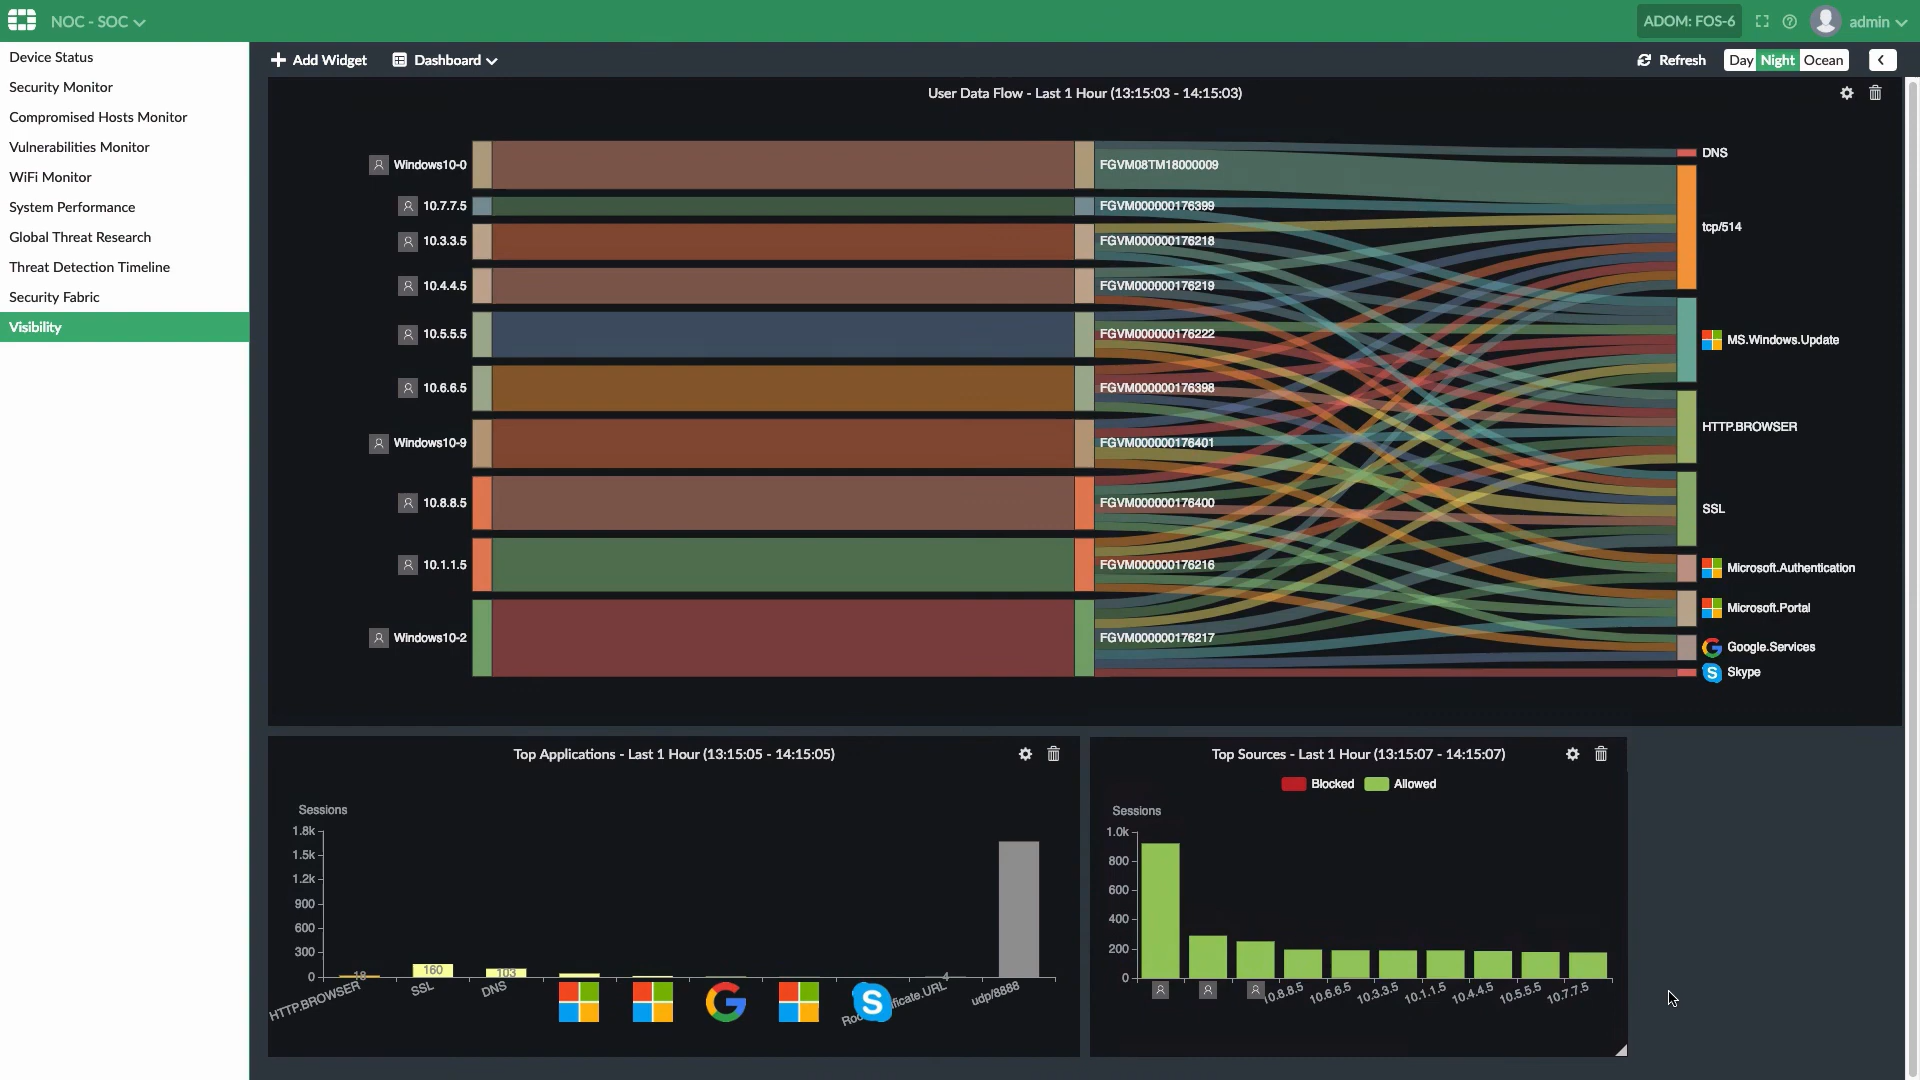 NOC - SOC
ADOM: FOS-6
admin
Device Status
Security Monitor
Compromised Hosts Monitor
Vulnerabilities Monitor
WiFi Monitor
System Performance
Global Threat Research
Threat Detection Timeline
Security Fabric
Visibility
Add Widget
Dashboard
Refresh
Day Night Ocean
User Data Flow - Last 1 Hour (13:15:03 - 14:15:03)
Windows10-0
10.7.7.5
10.3.3.5
10.4.4.5
10.5.5.5
10.6.6.5
Windows10-9
10.8.8.5
10.1.1.5
Windows10-2
FGVM08TM18000009
FGVM000000176399
FGVM000000176218
FGVM000000176219
FGVM000000176222
FGVM000000176398
FGVM000000176401
FGVM000000176400
FGVM000000176216
FGVM000000176217
DNS
tcp/514
MS.Windows.Update
HTTP.BROWSER
SSL
Microsoft.Authentication
Microsoft.Portal
Google.Services
Skype
Top Applications - Last 1 Hour (13:15:05 - 14:15:05)
Sessions
1.8k
1.5k
1.2k
900
600
300
0
18
160
103
4
HTTP.BROWSER
SSL
DNS
udp/8888
Top Sources - Last 1 Hour (13:15:07 - 14:15:07)
Blocked
Allowed
Sessions
1.0k
800
600
400
200
0
10.8.8.5
10.6.6.5
10.3.3.5
10.1.1.5
10.4.4.5
10.5.5.5
10.7.7.5